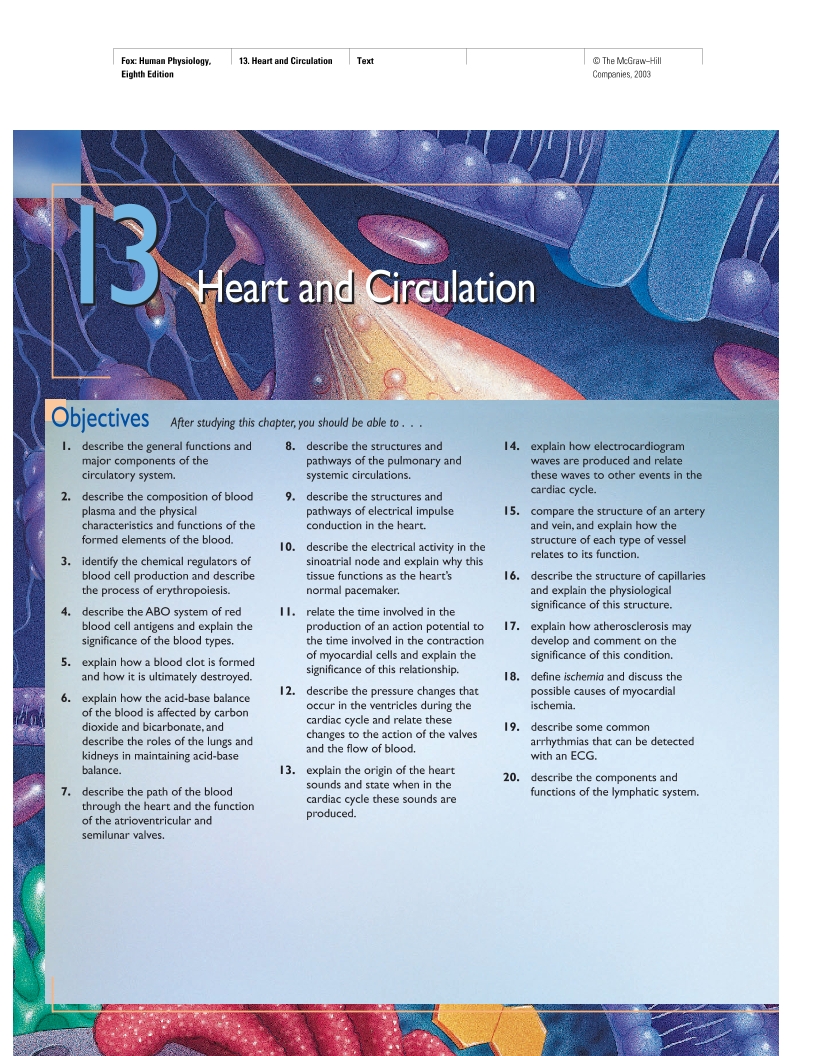 Fox: Human Physiology,
Eighth Edition
13. Heart and Circulation
Text
© The McGraw–Hill
Companies, 2003
13
Heart and Circulation
Objectives After studying this chapter, you should be able to . . .
1. describe the general functions and
major components of the
circulatory system.
2. describe the composition of blood
plasma and the physical
characteristics and functions of the
formed elements of the blood.
3. identify the chemical regulators of
blood cell production and describe
the process of erythropoiesis.
4. describe the ABO system of red
blood cell antigens and explain the
significance of the blood types.
5. explain how a blood clot is formed
and how it is ultimately destroyed.
6. explain how the acid-base balance
of the blood is affected by carbon
dioxide and bicarbonate, and
describe the roles of the lungs and
kidneys in maintaining acid-base
balance.
7. describe the path of the blood
through the heart and the function
of the atrioventricular and
semilunar valves.
8. describe the structures and
pathways of the pulmonary and
systemic circulations.
9. describe the structures and
pathways of electrical impulse
conduction in the heart.
10. describe the electrical activity in the
sinoatrial node and explain why this
tissue functions as the heart's
normal pacemaker.
11. relate the time involved in the
production of an action potential to
the time involved in the contraction
of myocardial cells and explain the
significance of this relationship.
12. describe the pressure changes that
occur in the ventricles during the
cardiac cycle and relate these
changes to the action of the valves
and the flow of blood.
13. explain the origin of the heart
sounds and state when in the
cardiac cycle these sounds are
produced.
14. explain how electrocardiogram
waves are produced and relate
these waves to other events in the
cardiac cycle.
15. compare the structure of an artery
and vein, and explain how the
structure of each type of vessel
relates to its function.
16. describe the structure of capillaries
and explain the physiological
significance of this structure.
17. explain how atherosclerosis may
develop and comment on the
significance of this condition.
18. define ischemia and discuss the
possible causes of myocardial
ischemia.
19. describe some common
arrhythmias that can be detected
with an ECG.
20. describe the components and
functions of the lymphatic system.